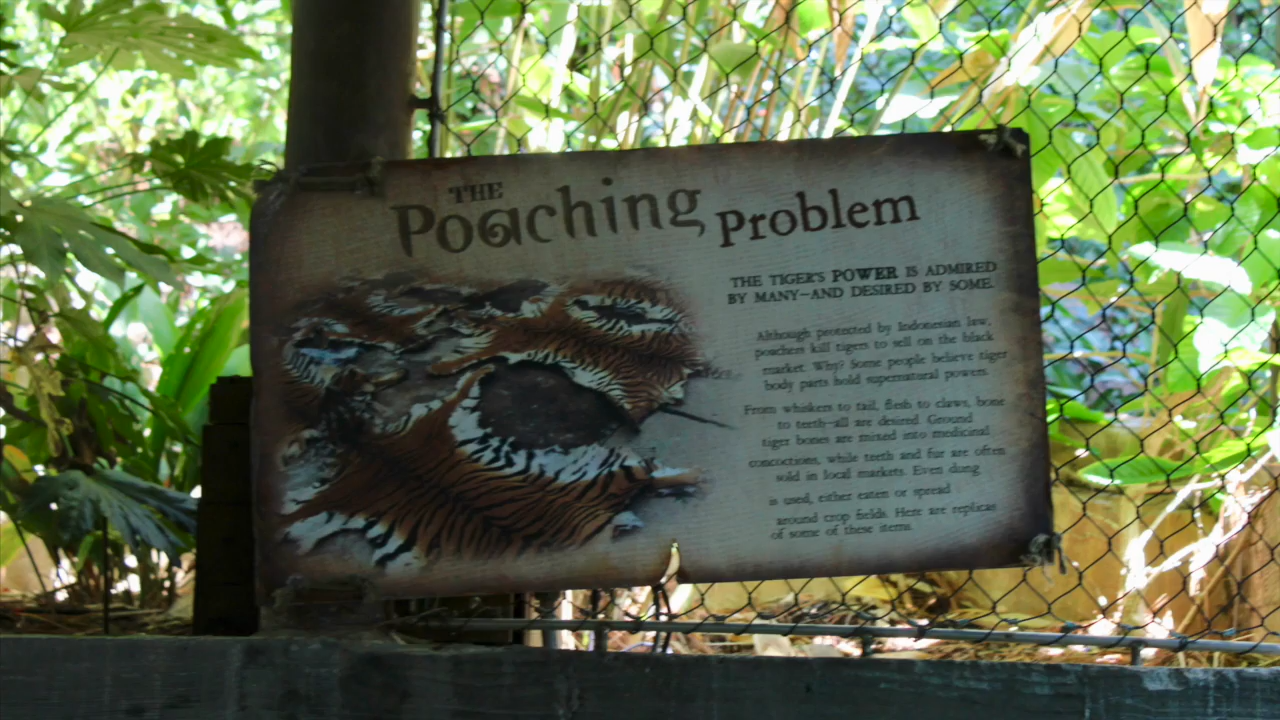 THE
Poaching Problem
THE TIGER'S POWER IS ADMIRED
BY MANY—AND DESIRED BY SOME.
Although protected by Indonesian law,
poachers kill tigers to sell on the black
market. Why? Some people believe tiger
body parts hold supernatural powers.
From whiskers to tail, flesh to claws, bone
to teeth—all are desired. Ground
tiger bones are mixed into medicinal
concoctions, while teeth and fur are often
sold in local markets. Even dung
is used, either eaten or spread
around crop fields. Here are replicas
of some of these items.